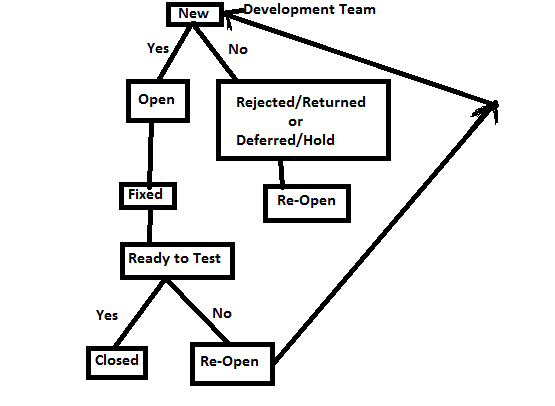 New
Development Team
Yes
No
Open
Rejected/Returned
or
Deferred/Hold
Fixed
Re-Open
Ready to Test
Yes
No
Closed
Re-Open